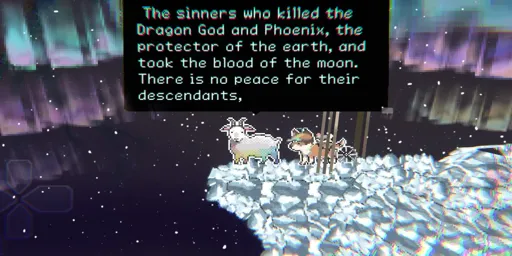 The sinners who killed the
Dragon God and Phoenix, the
protector of the earth, and
took the blood of the moon.
There is no peace for their
descendants,